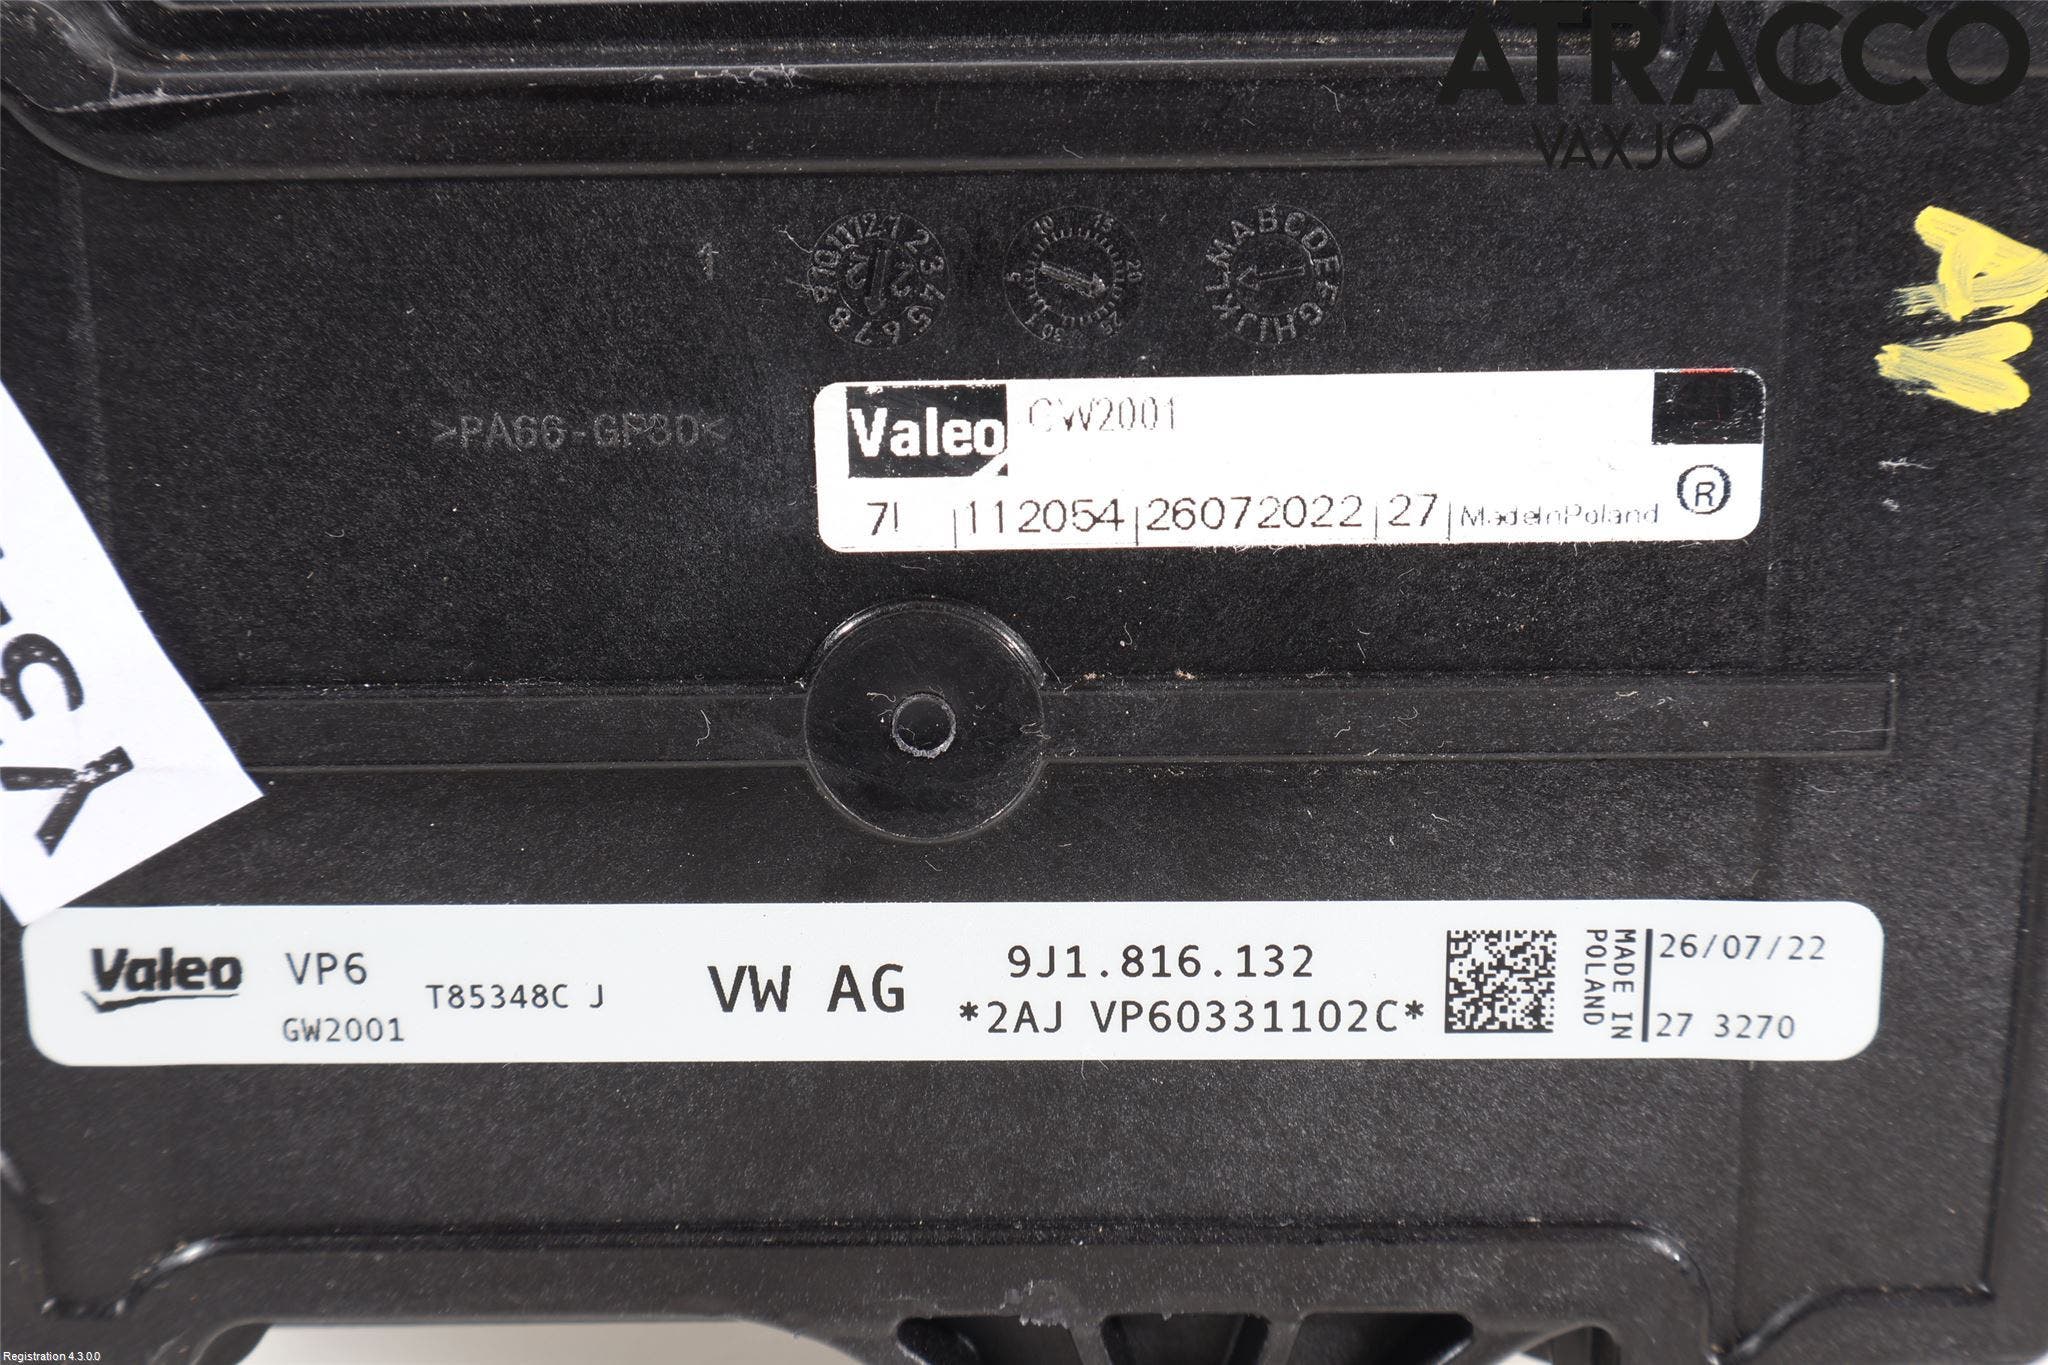 ATRACCO
VAXJO
1
>PA66-GF30<
Valeo GW2001
112054 26072022 27 MadeInPoland ®
Valeo VP6
GW2001
T85348C J
VW AG
9J1.816.132
*2AJ VP60331102C*
MADE IN
POLAND
26/07/22
27 3270
Registration 4.3.0.0